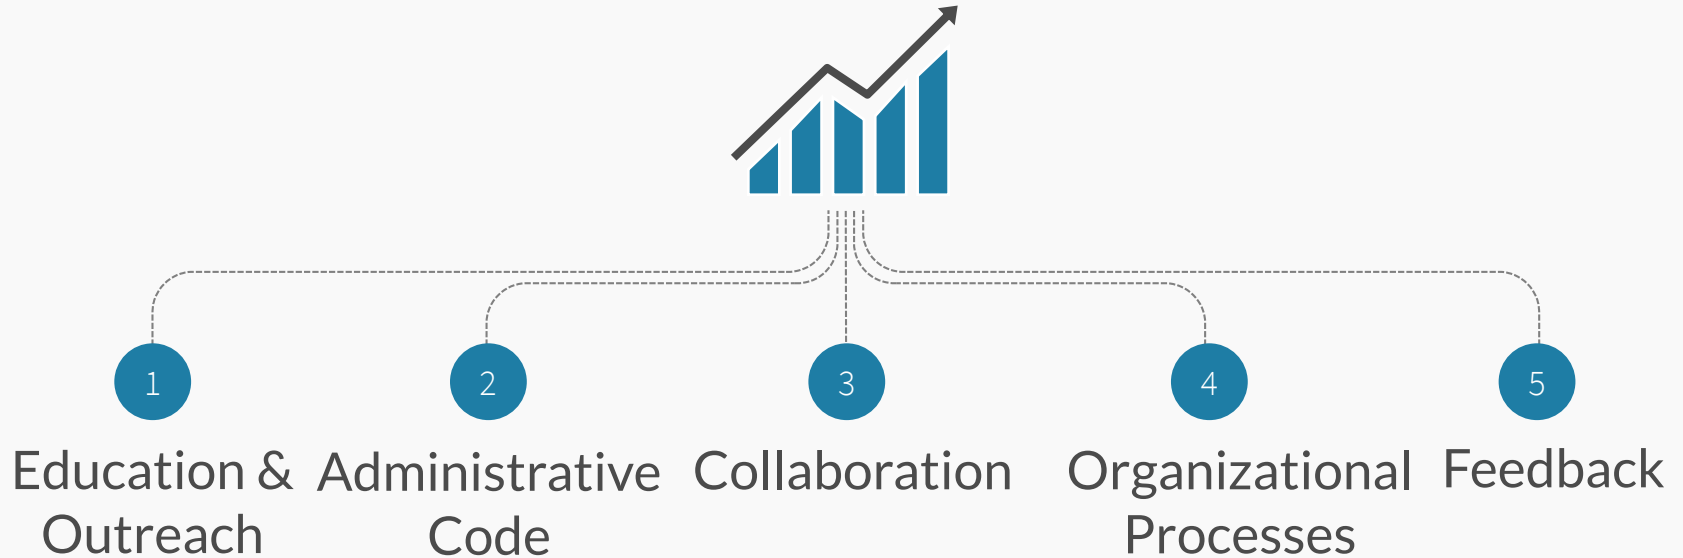 1
2
3
4
5
Education &
Outreach
Administrative
Code
Collaboration
Organizational
Processes
Feedback